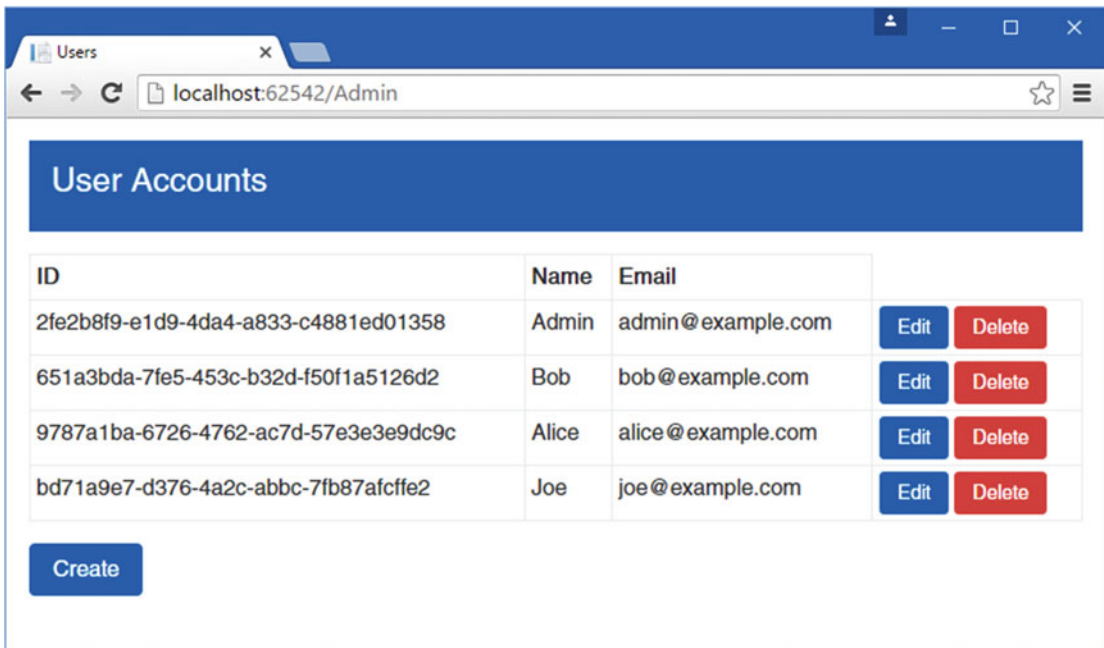 Users
localhost:62542/Admin
User Accounts
ID Name Email
2fe2b8f9-e1d9-4da4-a833-c4881ed01358 Admin admin@example.com Edit Delete
651a3bda-7fe5-453c-b32d-f50f1a5126d2 Bob bob@example.com Edit Delete
9787a1ba-6726-4762-ac7d-57e3e3e9dc9c Alice alice@example.com Edit Delete
bd71a9e7-d376-4a2c-abbc-7fb87afcffe2 Joe joe@example.com Edit Delete
Create